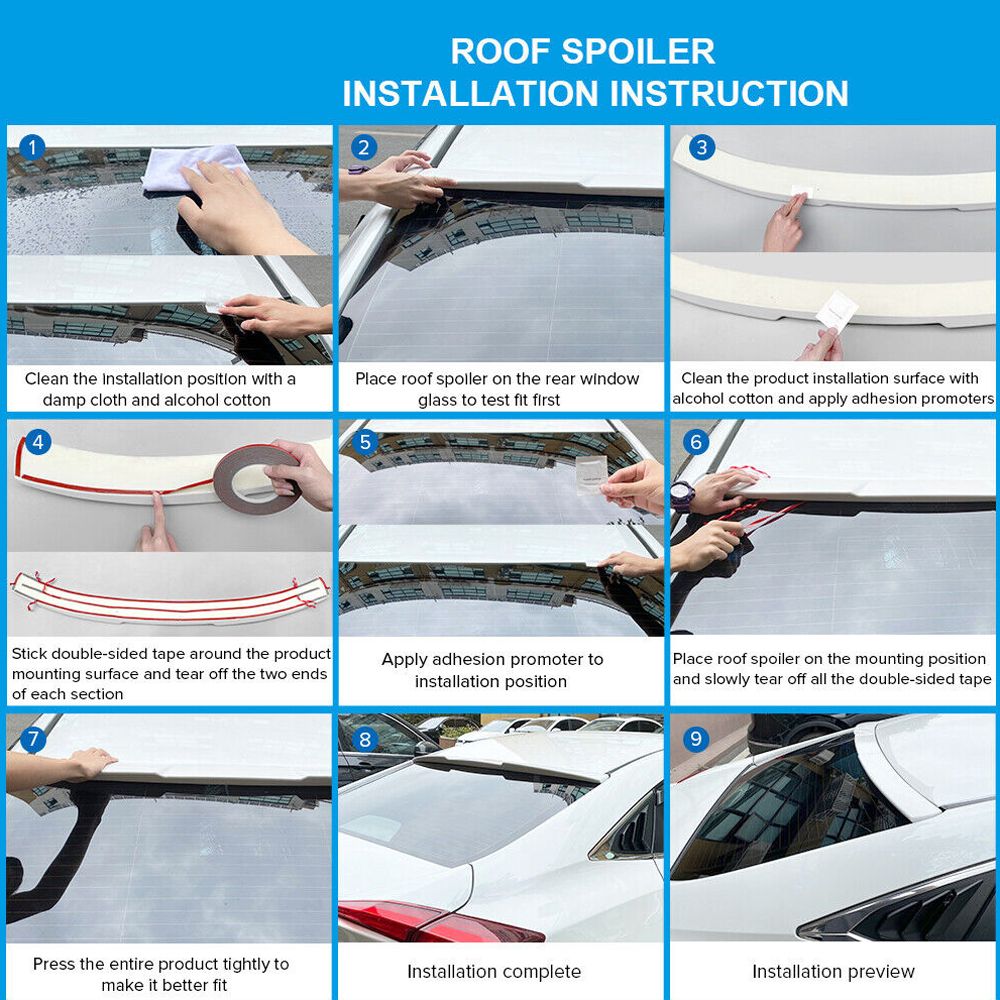 ROOF SPOILER
INSTALLATION INSTRUCTION
1
Clean the installation position with a
damp cloth and alcohol cotton
2
Place roof spoiler on the rear window
glass to test fit first
3
Clean the product installation surface with
alcohol cotton and apply adhesion promoters
4
Stick double-sided tape around the product
mounting surface and tear off the two ends
of each section
5
Apply adhesion promoter to
installation position
6
Place roof spoiler on the mounting position
and slowly tear off all the double-sided tape
7
Press the entire product tightly to
make it better fit
8
Installation complete
9
Installation preview